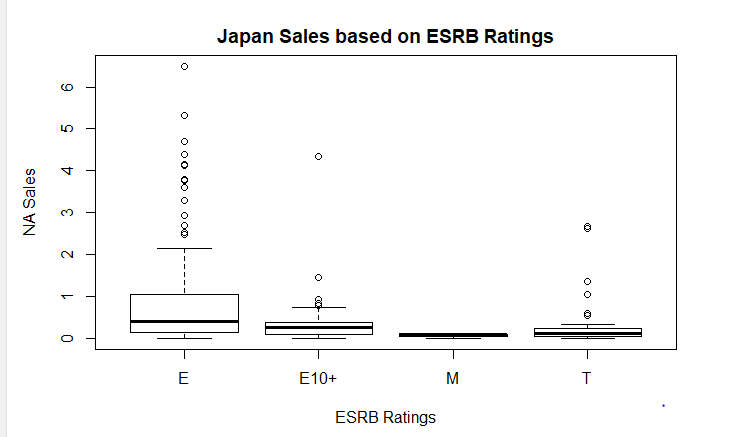 Japan Sales based on ESRB Ratings
6
5
4
3
2
1
0
NA Sales
E E10+ M T
ESRB Ratings